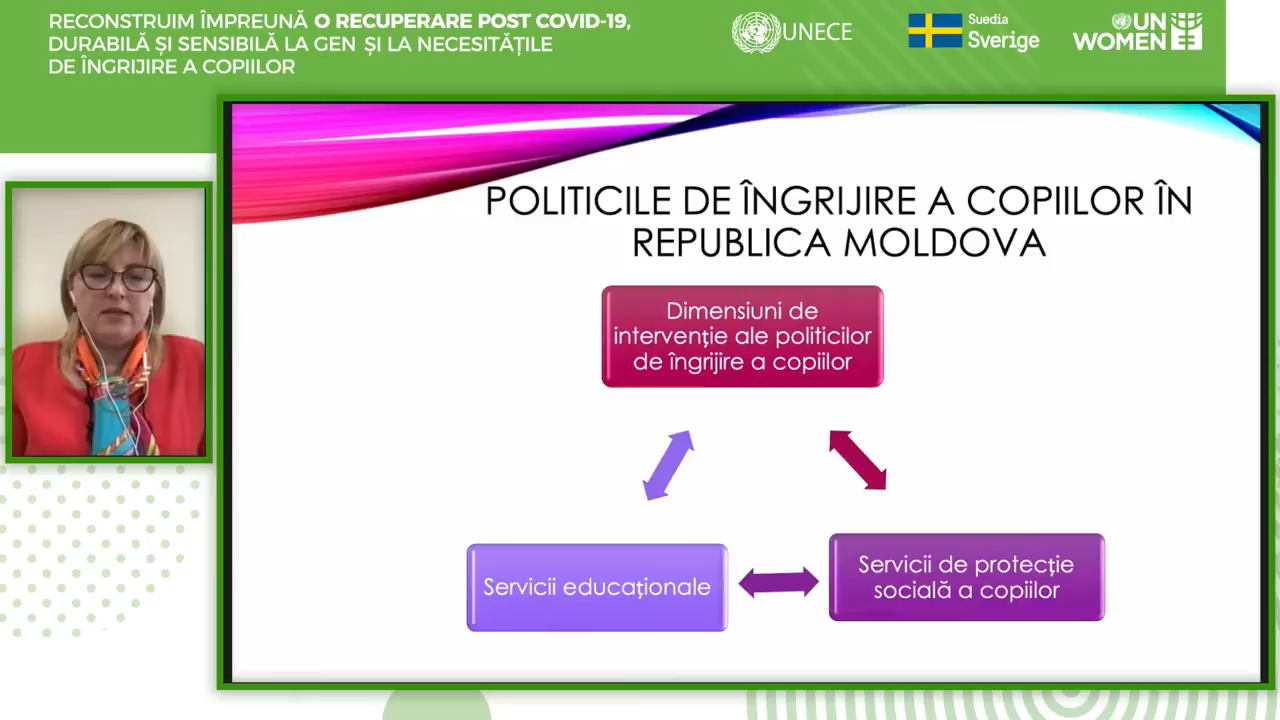 RECONSTRUIM ÎMPREUNĂ O RECUPERARE POST COVID-19,
DURABILĂ ȘI SENSIBILĂ LA GEN ȘI LA NECESITĂȚILE
DE ÎNGRIJIRE A COPIILOR
UNECE
Suedia
Sverige
UN
WOMEN
POLITICILE DE ÎNGRIJIRE A COPIILOR ÎN
REPUBLICA MOLDOVA
Dimensiuni de
intervenție ale politicilor
de îngrijire a copiilor
Servicii educaționale
Servicii de protecție
socială a copiilor